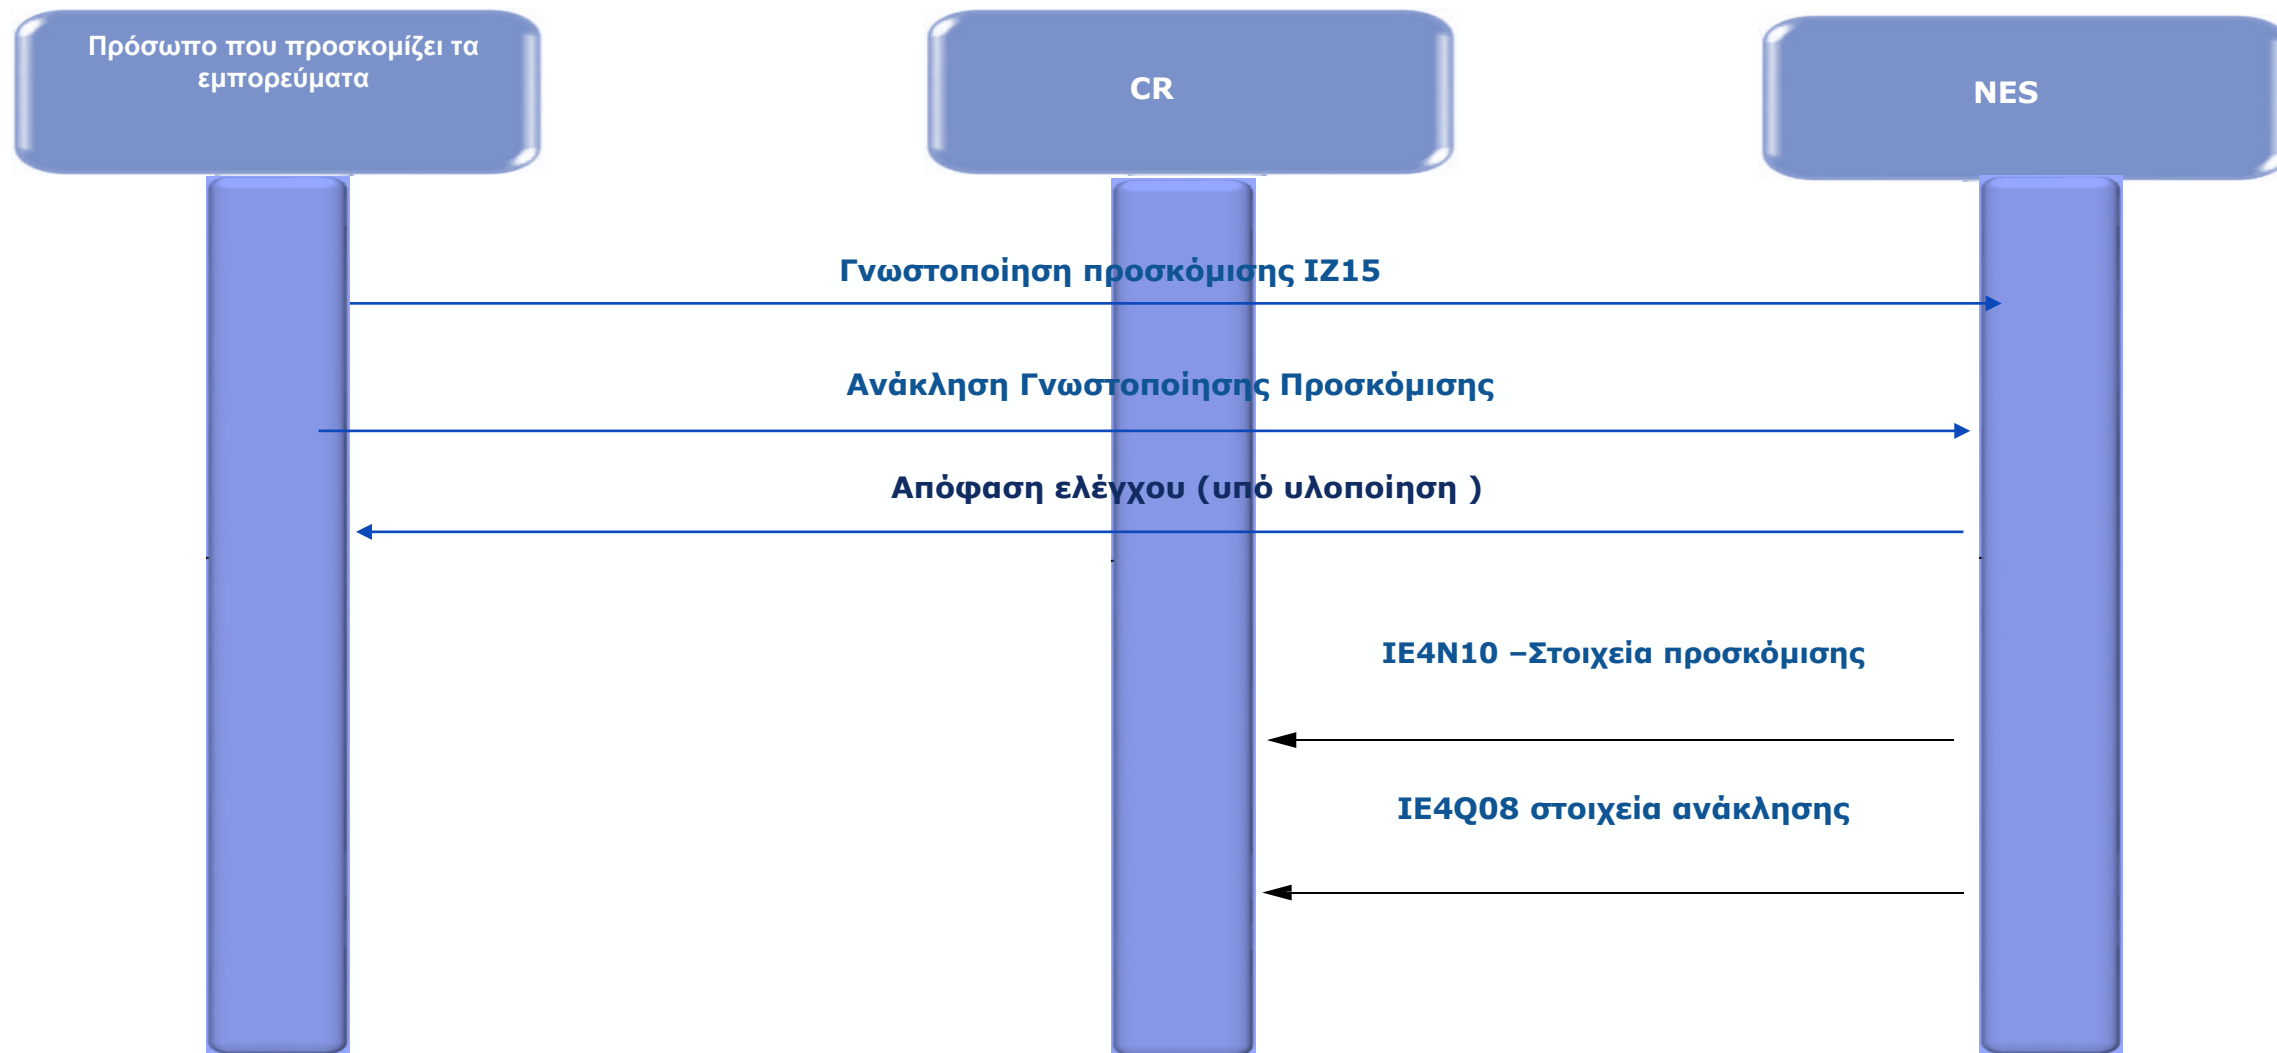 Πρόσωπο που προσκομίζει τα
εμπορεύματα
CR
NES
Γνωστοποίηση προσκόμισης IZ15
Ανάκληση Γνωστοποίησης Προσκόμισης
Απόφαση ελέγχου (υπό υλοποίηση )
IE4N10 –Στοιχεία προσκόμισης
IE4Q08 στοιχεία ανάκλησης